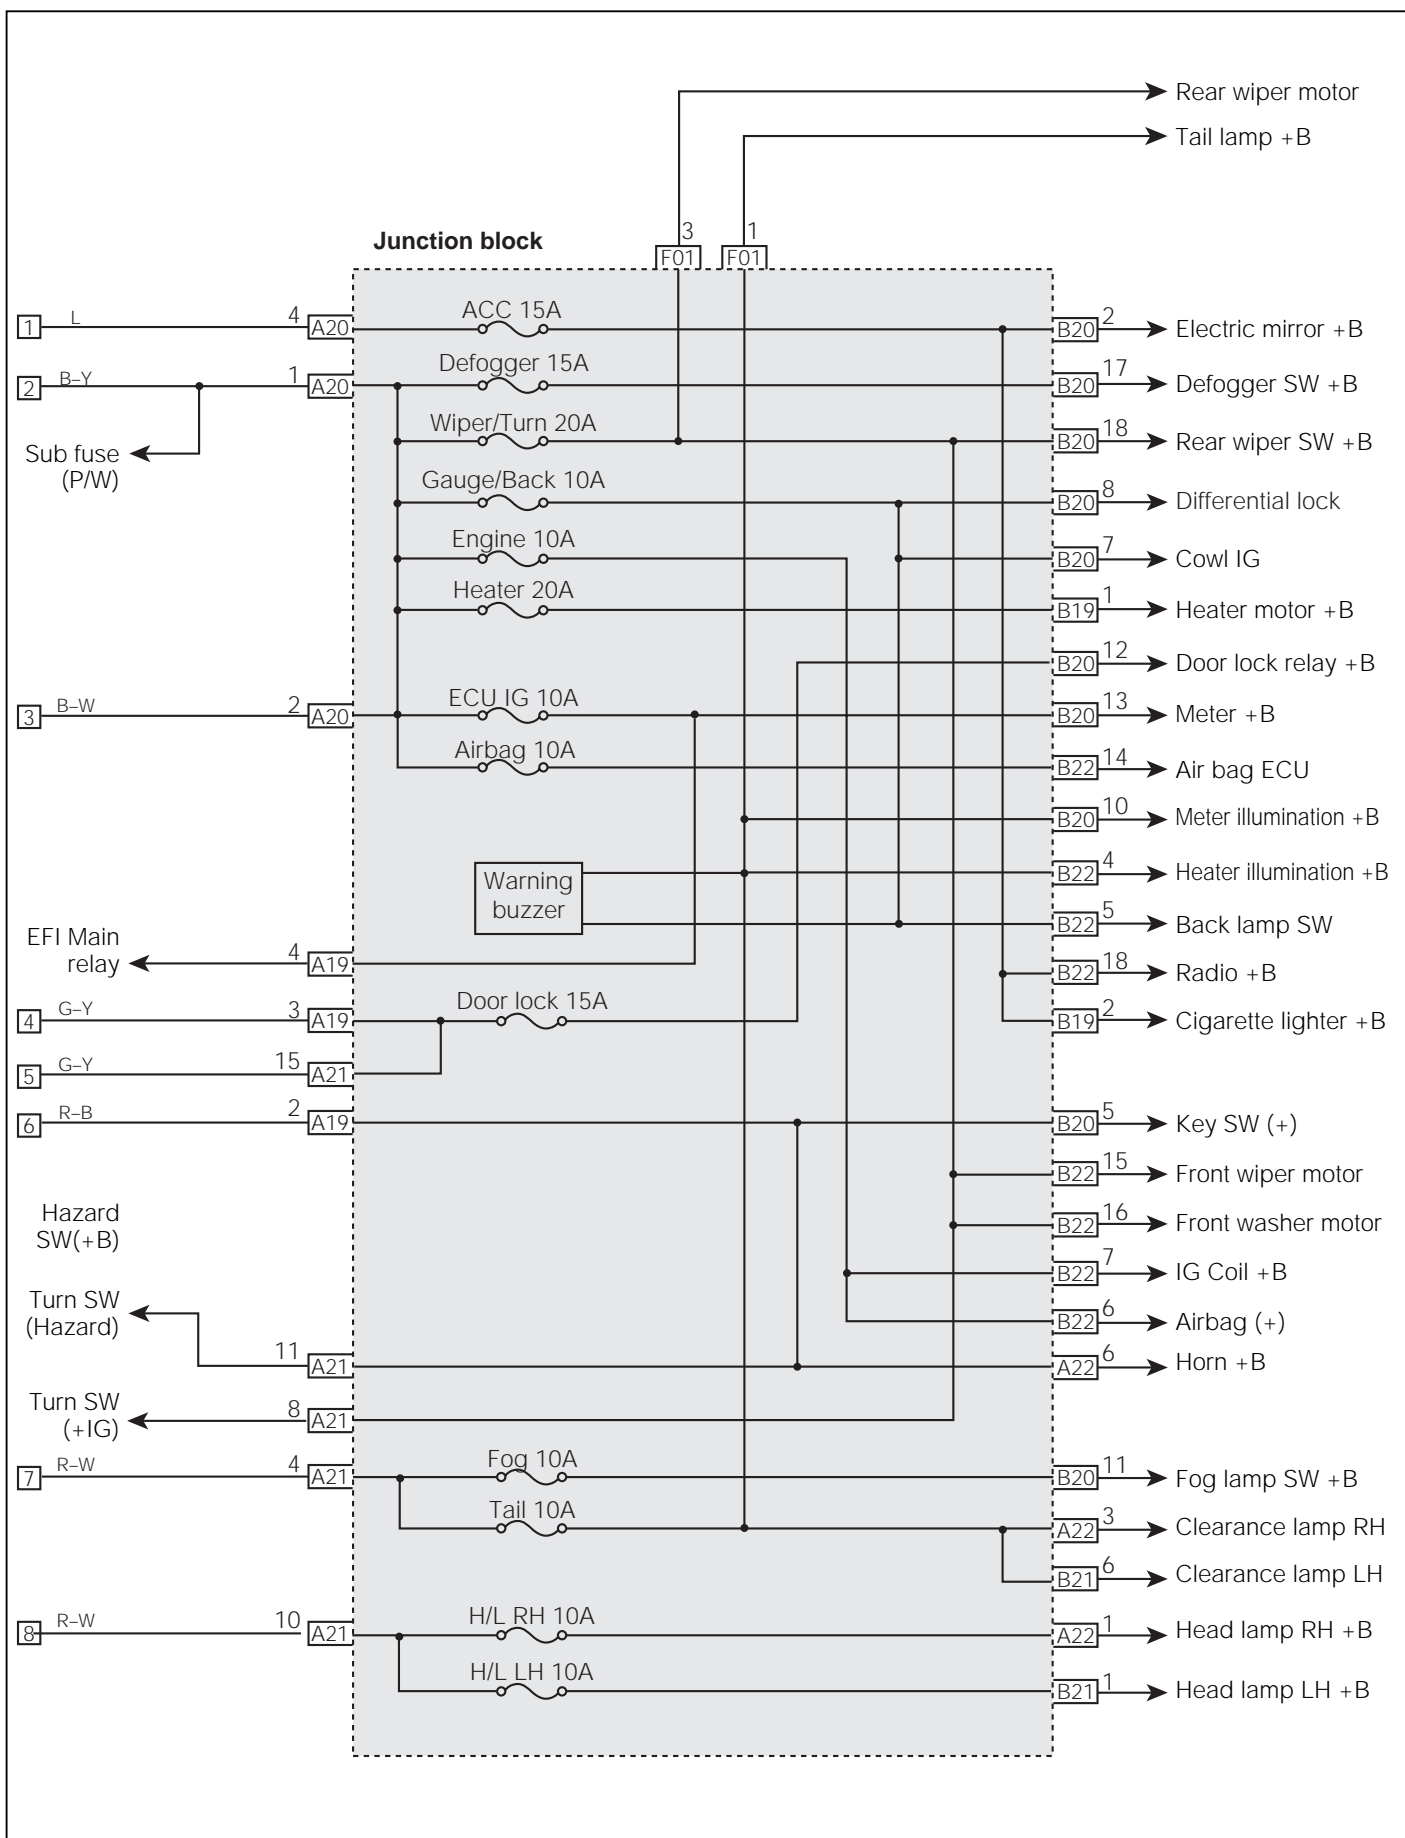 Rear wiper motor
Tail lamp +B
3
1
Junction block
F01
F01
1
L
4
A20
ACC 15A
B20
2
Electric mirror +B
2
B–Y
1
A20
Defogger 15A
B20
17
Defogger SW +B
Sub fuse
(P/W)
Wiper/Turn 20A
B20
18
Rear wiper SW +B
Gauge/Back 10A
B20
8
Differential lock
Engine 10A
B20
7
Cowl IG
Heater 20A
B19
1
Heater motor +B
B20
12
Door lock relay +B
3
B–W
2
A20
ECU IG 10A
B20
13
Meter +B
Airbag 10A
B22
14
Air bag ECU
B20
10
Meter illumination +B
Warning
buzzer
B22
4
Heater illumination +B
B22
5
Back lamp SW
EFI Main
relay
4
A19
B22
18
Radio +B
4
G–Y
3
A19
Door lock 15A
B19
2
Cigarette lighter +B
5
G–Y
15
A21
6
R–B
2
A19
B20
5
Key SW (+)
B22
15
Front wiper motor
Hazard
SW(+B)
B22
16
Front washer motor
B22
7
IG Coil +B
Turn SW
(Hazard)
B22
6
Airbag (+)
11
A21
A22
6
Horn +B
Turn SW
(+IG)
8
A21
7
R–W
4
A21
Fog 10A
B20
11
Fog lamp SW +B
Tail 10A
A22
3
Clearance lamp RH
B21
6
Clearance lamp LH
8
R–W
10
A21
H/L RH 10A
A22
1
Head lamp RH +B
H/L LH 10A
B21
1
Head lamp LH +B